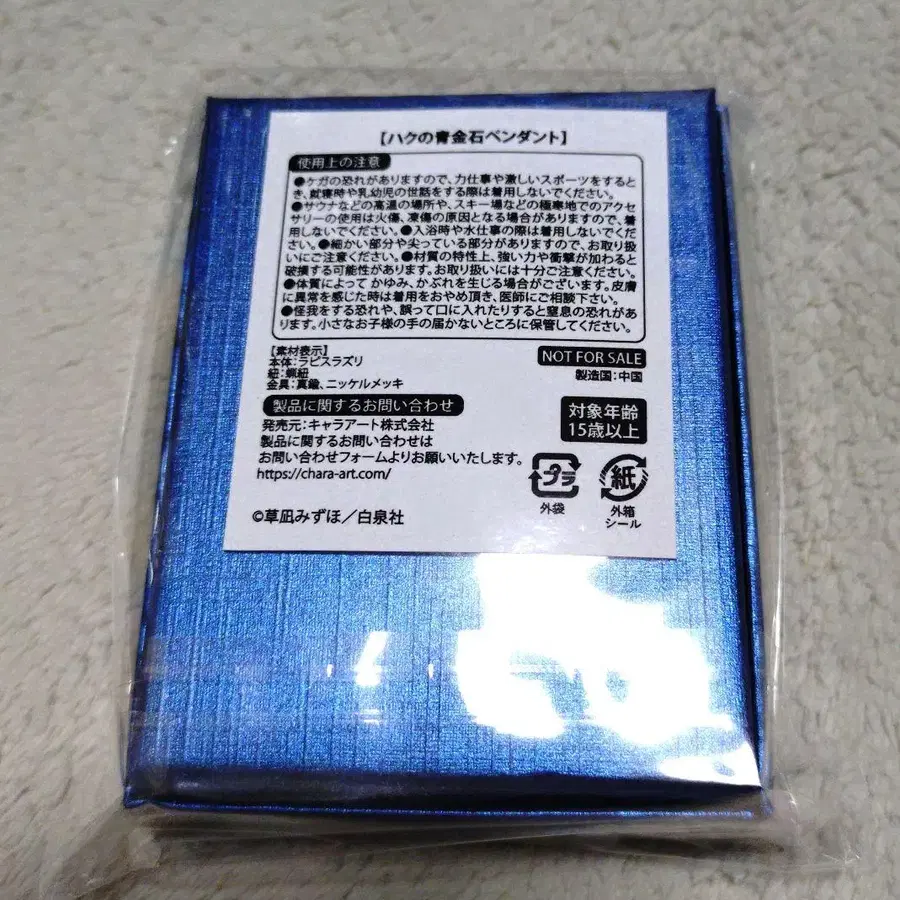 【ハクの青金石ペンダント】
使用上の注意
●ケガの恐れがありますので、力仕事や激しいスポーツをするとき、就寝時や乳幼児の世話をする際は着用しないでください。
●サウナなどの高温の場所や、スキー場などの極寒地でのアクセサリーの使用は火傷、凍傷の原因となる場合がありますので、着用しないでください。●入浴時や水仕事の際は着用しないでください。●細かい部分や尖っている部分がありますので、お取り扱いにご注意ください。●材質の特性上、強い力や衝撃が加わると破損する可能性があります。お取り扱いには十分ご注意ください。
●体質によって かゆみ、かぶれを生じる場合がございます。皮膚に異常を感じた時は着用をおやめ頂き、医師にご相談下さい。
●怪我をする恐れや、誤って口に入れたりすると窒息の恐れがあります。小さなお子様の手の届かないところに保管してください。
【素材表示】
本体：ラピスラズリ
紐：蝋紐
金具：真鍮、ニッケルメッキ
NOT FOR SALE
製造国：中国
製品に関するお問い合わせ
発売元：キャラアート株式会社
製品に関するお問い合わせは
お問い合わせフォームよりお願いいたします。
https://chara-art.com/
対象年齢
15歳以上
プラ
外袋
紙
外箱
シール
©草凪みずほ／白泉社